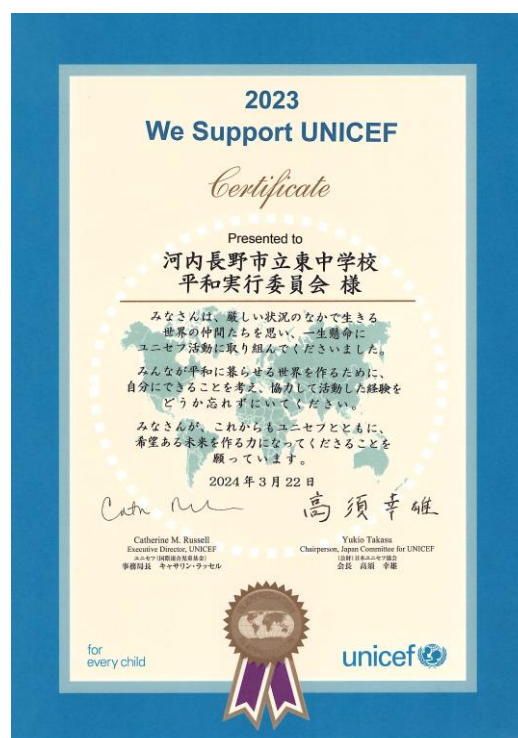 2023
We Support UNICEF
Certificate
Presented to
河内長野市立東中学校
平和実行委員会 様
みなさんは、厳しい状況のなかで生きる
世界の仲間たちを思い、一生懸命に
ユニセフ活動に取り組んでくださいました。
みんなが平和に暮らせる世界を作るために、
自分にできることを考え、協力して活動した経験を
どうか忘れずにいてください。
みなさんが、これからもユニセフとともに、
希望ある未来を作る力になってくださることを
願っています。
2024年3月22日
高須幸雄
Catherine M. Russell
Executive Director, UNICEF
ユニセフ(国際連合児童基金)
事務局長 キャサリン・ラッセル
Yukio Takasu
Chairperson, Japan Committee for UNICEF
(公財)日本ユニセフ協会
会長 高須 幸雄
for
every child
unicef